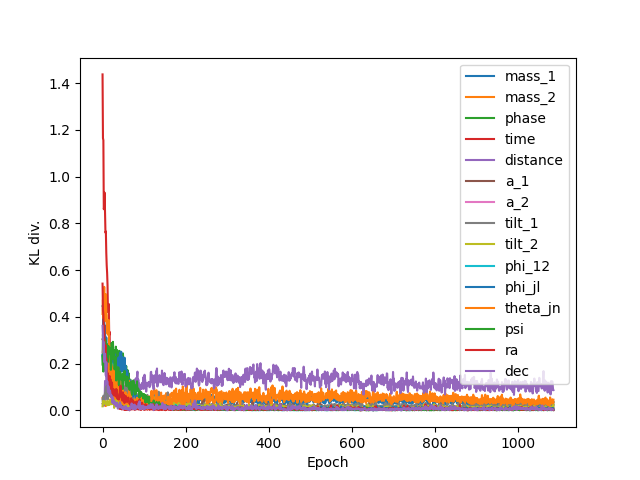 1.4
1.2
1.0
0.8
0.6
0.4
0.2
0.0
KL div.
0 200 400 600 800 1000
Epoch
mass_1
mass_2
phase
time
distance
a_1
a_2
tilt_1
tilt_2
phi_12
phi_jl
theta_jn
psi
ra
dec